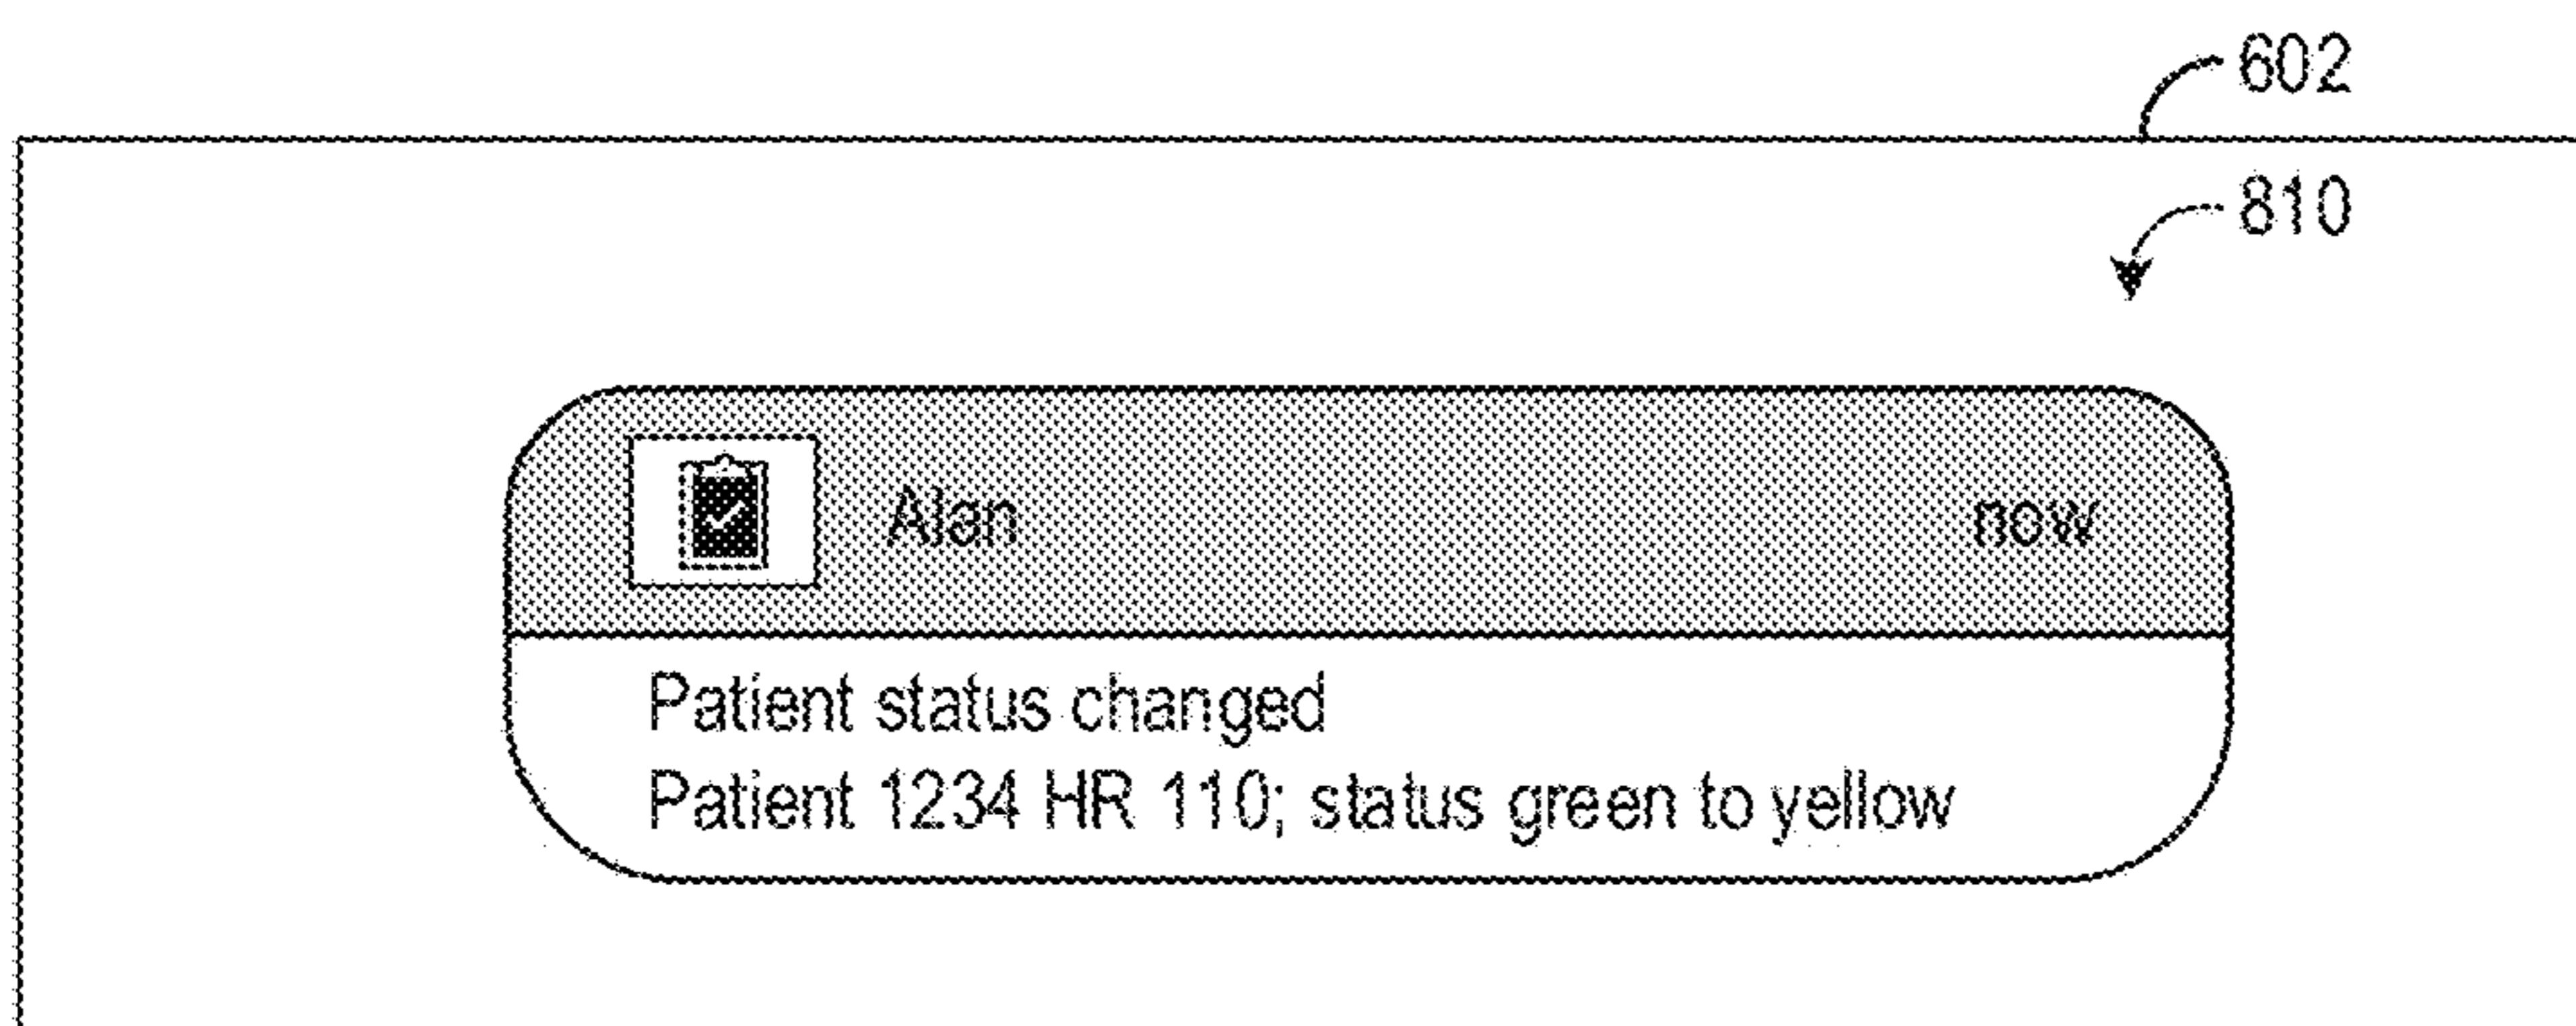 602
810
Alan now
Patient status changed
Patient 1234 HR 110; status green to yellow